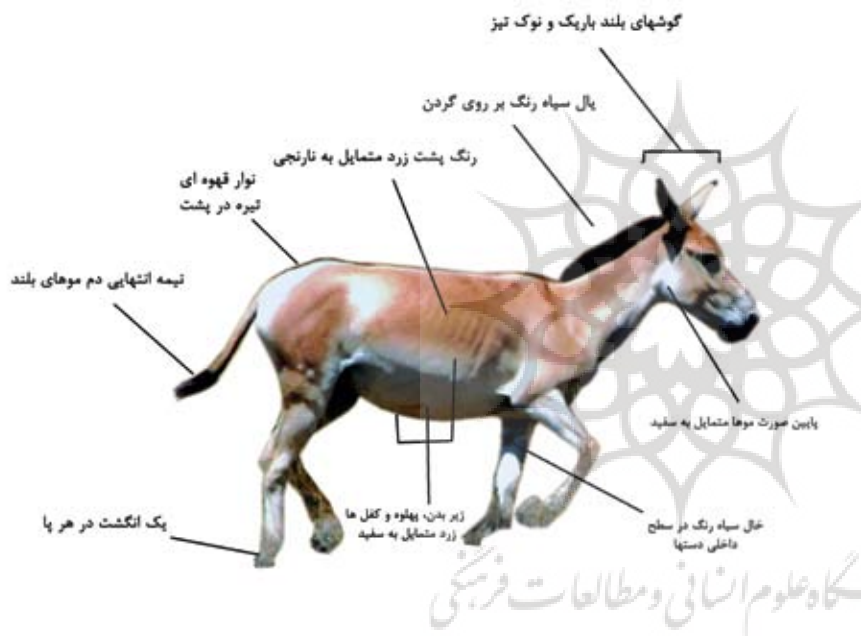 گوشهای بلند باریک و نوک تیز
یال سیاه رنگ بر روی گردن
رنگ پشت زرد متمایل به نارنجی
نوار قهوه ای
تیره در پشت
نیمه انتهایی دم موهای بلند
پایین صورت موها متمایل به سفید
زیر بدن، پهلوه و کفل ها
زرد متمایل به سفید
خال سیاه رنگ در سطح
داخلی دستها
یک انگشت در هر پا
گاه علوم انسانی و مطالعات فرهنگی